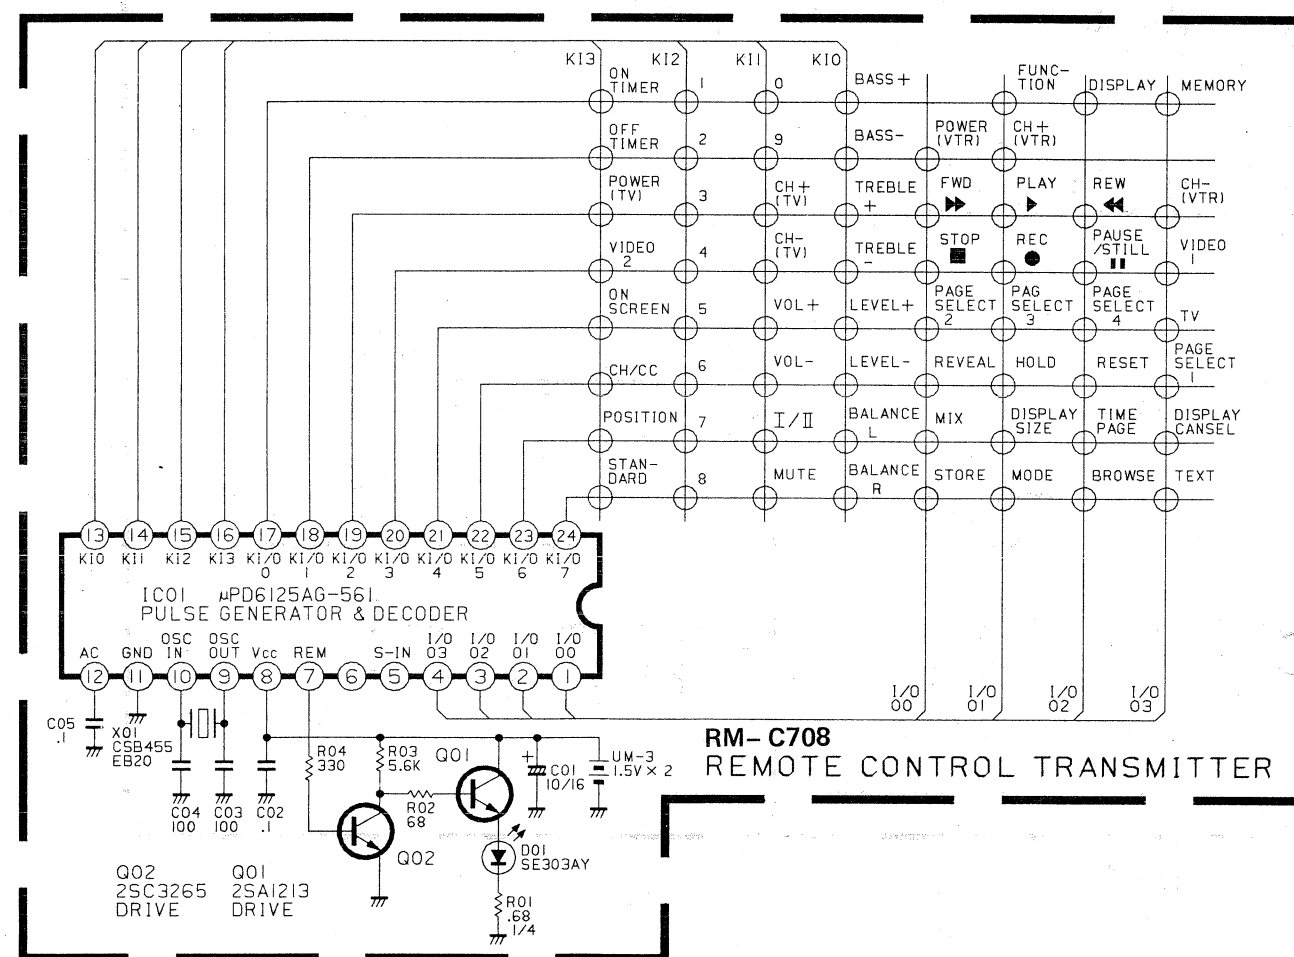 KI3 KI2 KI1 KI0
ON TIMER 1 0 BASS+ FUNC-TION DISPLAY MEMORY
OFF TIMER 2 9 BASS- POWER (VTR) CH+ (VTR)
POWER (TV) 3 CH+ (TV) TREBLE + FWD PLAY REW CH- (VTR)
VIDEO 2 4 CH- (TV) TREBLE - STOP REC PAUSE /STILL VIDEO 1
ON SCREEN 5 VOL+ LEVEL+ PAGE SELECT 2 PAG SELECT 3 PAGE SELECT 4 TV
CH/CC 6 VOL- LEVEL- REVEAL HOLD RESET PAGE SELECT 1
POSITION 7 I/II BALANCE L MIX DISPLAY SIZE TIME PAGE DISPLAY CANSEL
STAN-DARD 8 MUTE BALANCE R STORE MODE BROWSE TEXT
13 14 15 16 17 18 19 20 21 22 23 24
KI0 KI1 KI2 KI3 KI/O 0 KI/O 1 KI/O 2 KI/O 3 KI/O 4 KI/O 5 KI/O 6 KI/O 7
IC01 µPD6125AG-561
PULSE GENERATOR & DECODER
AC GND OSC IN OSC OUT Vcc REM S-IN I/O 03 I/O 02 I/O 01 I/O 00
12 11 10 9 8 7 6 5 4 3 2 1
I/O 00 I/O 01 I/O 02 I/O 03
C05 .1
X01 CSB455 EB20
R04 330
R03 5.6K
Q01
C01 10/16
+
UM-3 1.5V × 2
RM-C708
REMOTE CONTROL TRANSMITTER
C04 100
C03 100
C02 .1
R02 68
Q02
D01 SE303AY
Q02 2SC3265 DRIVE
Q01 2SA1213 DRIVE
R01 .68 1/4